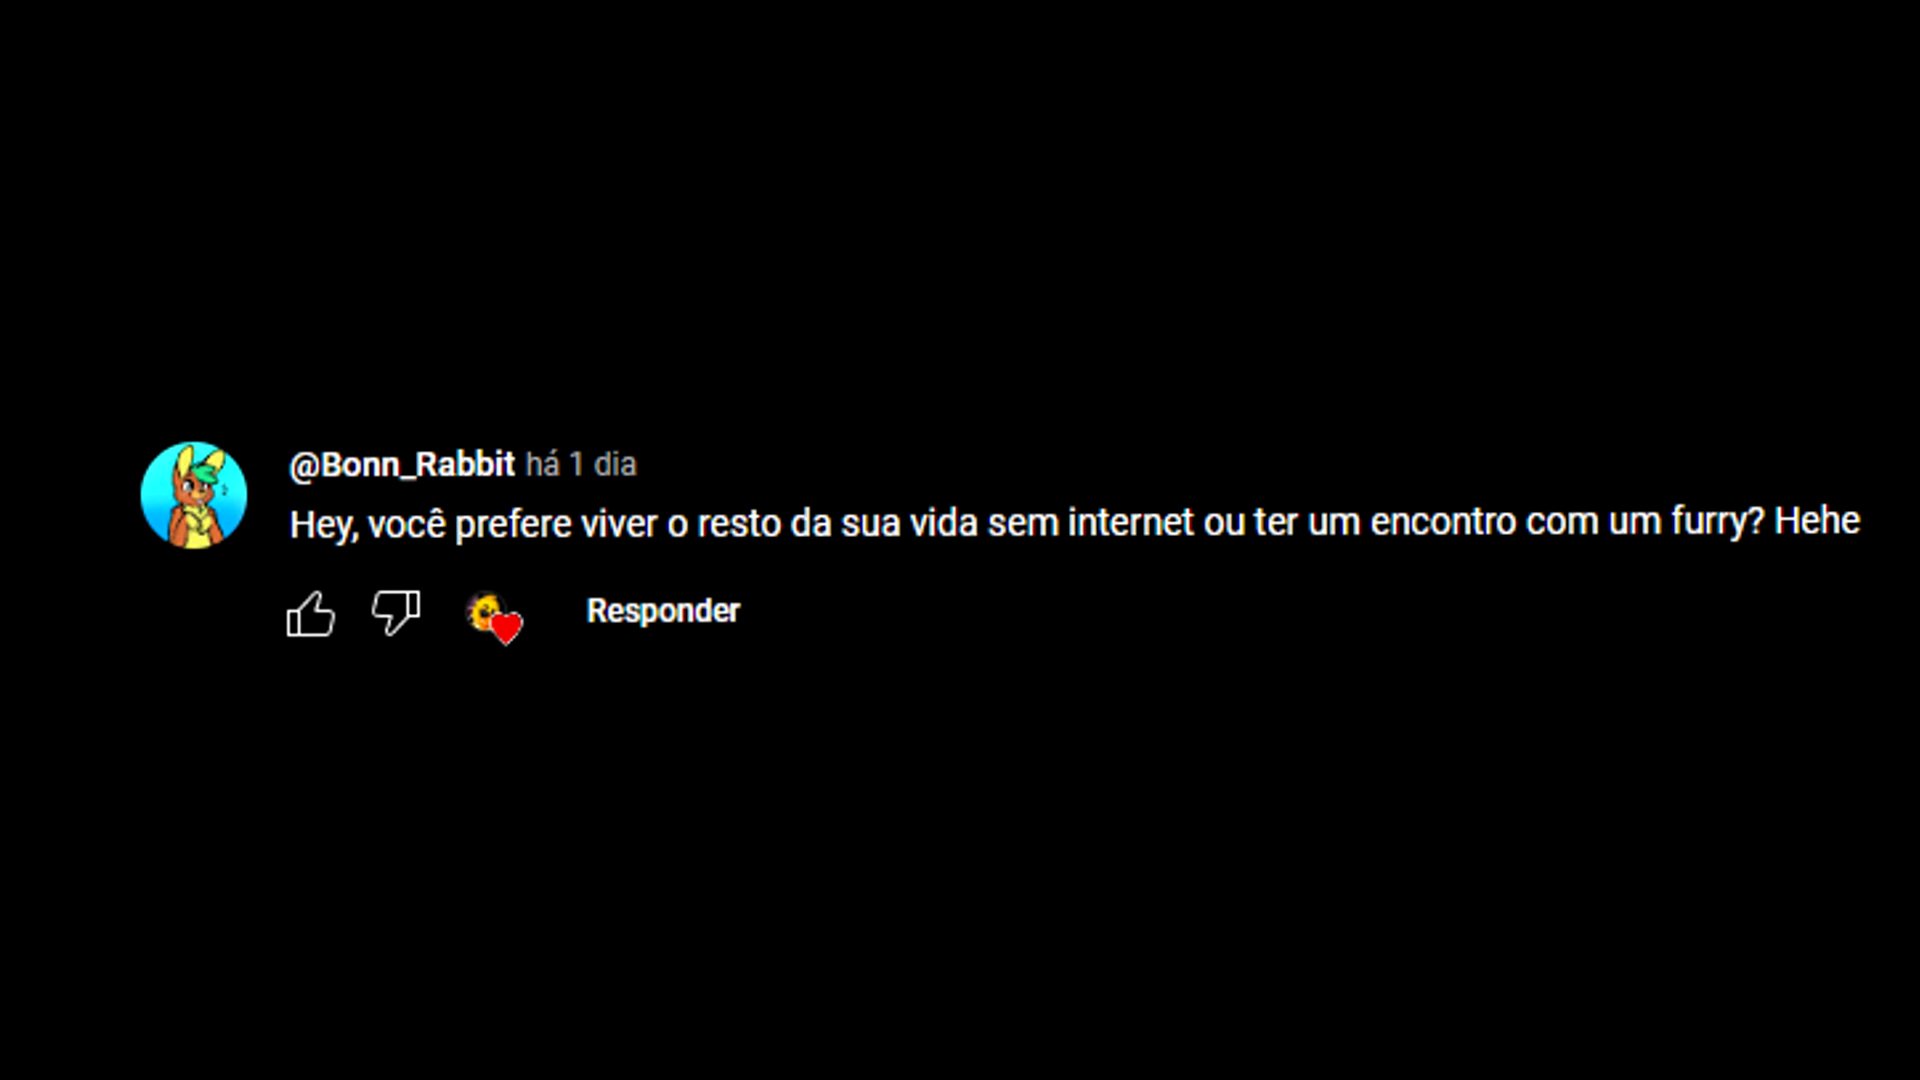 @Bonn_Rabbit há 1 dia
Hey, você prefere viver o resto da sua vida sem internet ou ter um encontro com um furry? Hehe
Responder